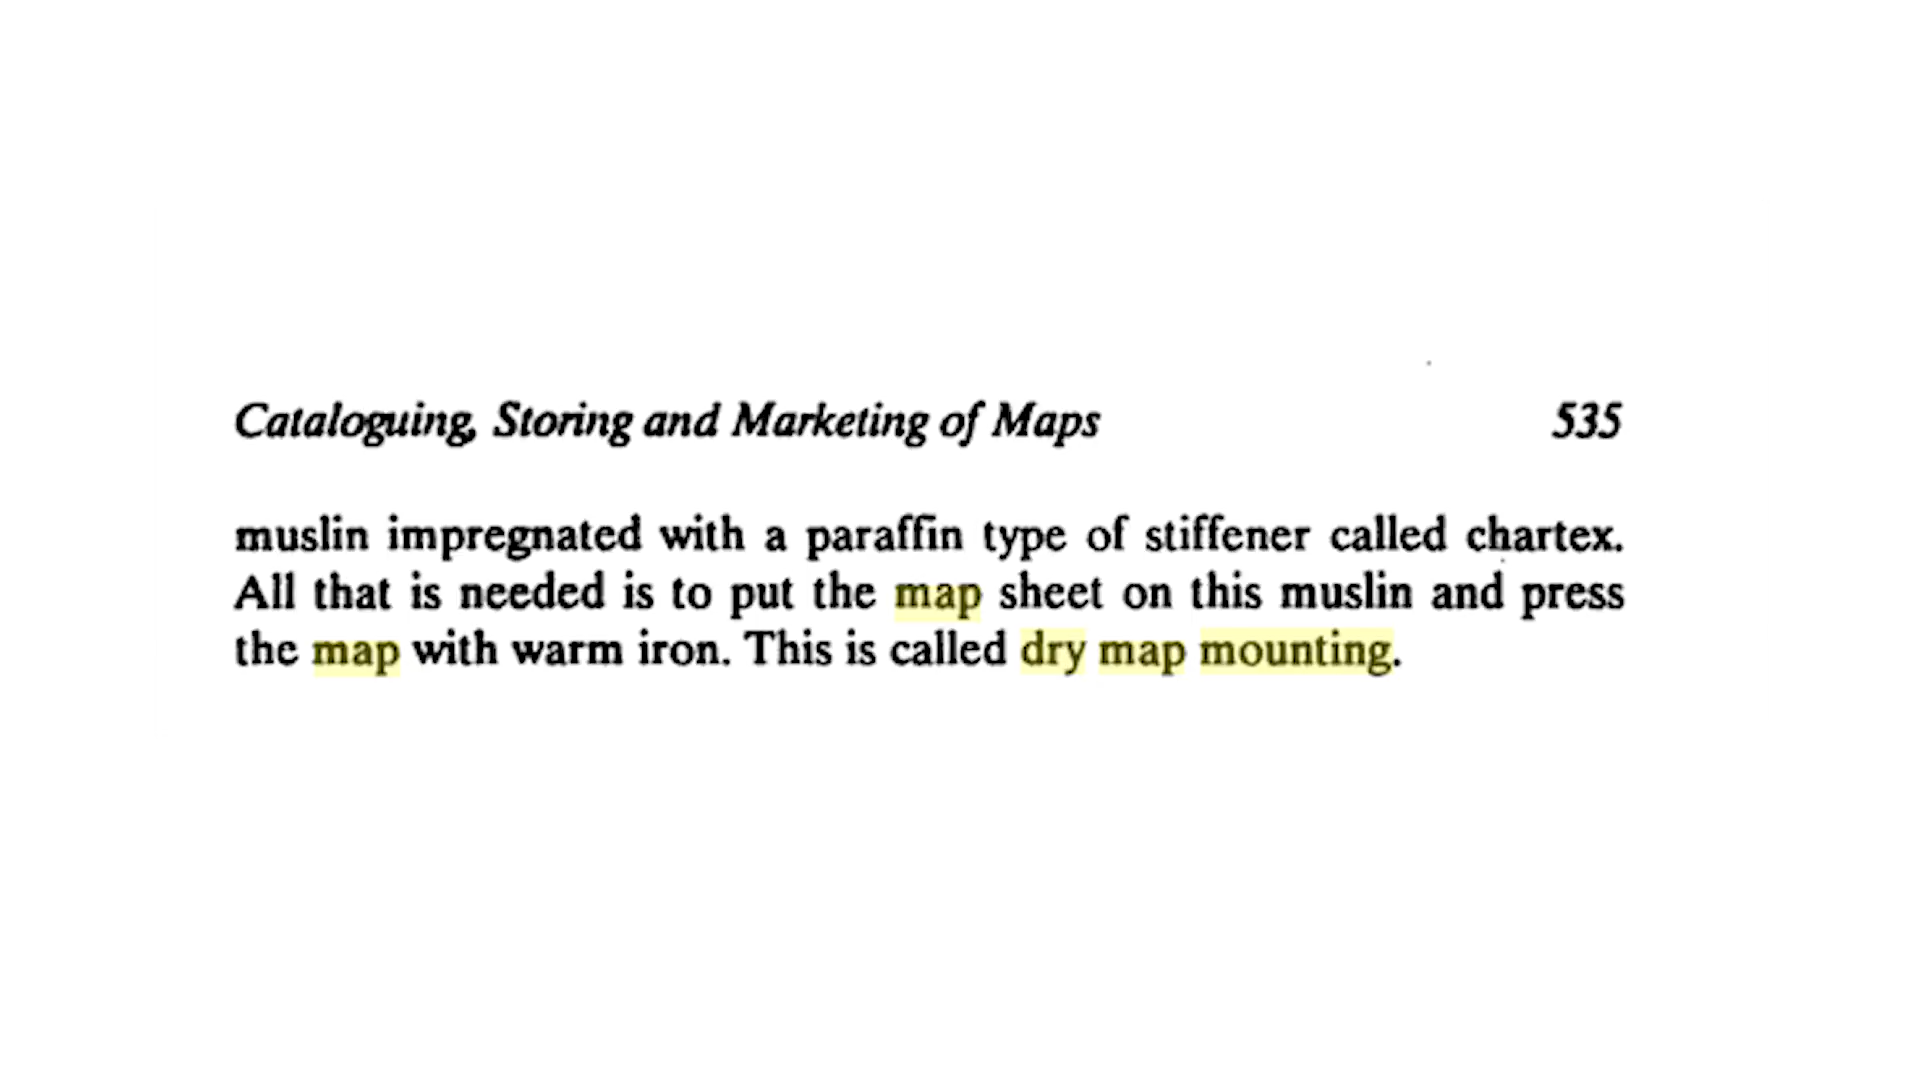 Cataloguing, Storing and Marketing of Maps 535
muslin impregnated with a paraffin type of stiffener called chartex.
All that is needed is to put the map sheet on this muslin and press
the map with warm iron. This is called dry map mounting.